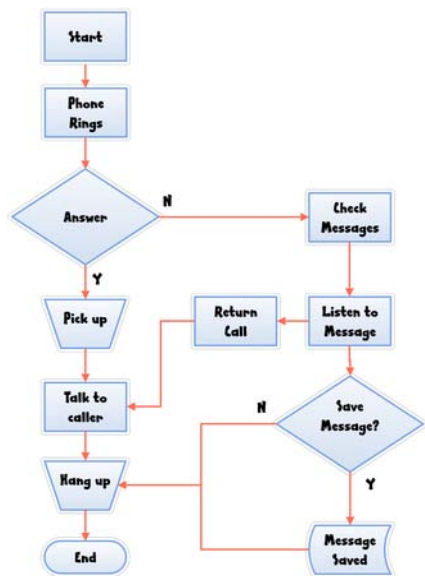 Start
Phone
Rings
Answer
N
Check
Messages
Y
Pick up
Return
Call
Listen to
Message
Talk to
caller
N
Save
Message?
Hang up
Y
End
Message
Saved